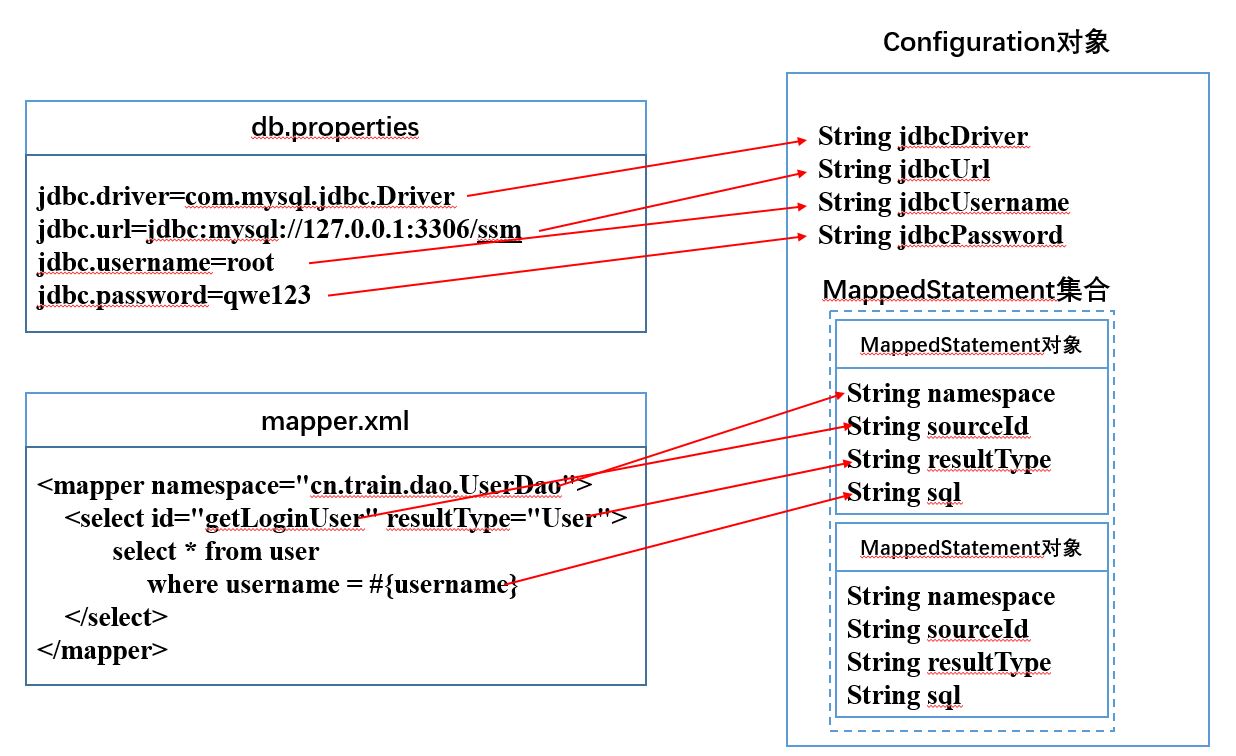 Configuration对象
db.properties
jdbc.driver=com.mysql.jdbc.Driver
jdbc.url=jdbc:mysql://127.0.0.1:3306/ssm
jdbc.username=root
jdbc.password=qwe123
String jdbcDriver
String jdbcUrl
String jdbcUsername
String jdbcPassword
MappedStatement集合
MappedStatement对象
String namespace
String sourceId
String resultType
String sql
MappedStatement对象
String namespace
String sourceId
String resultType
String sql
mapper.xml
<mapper namespace="cn.train.dao.UserDao">
<select id="getLoginUser" resultType="User">
select * from user
where username = #{username}
</select>
</mapper>